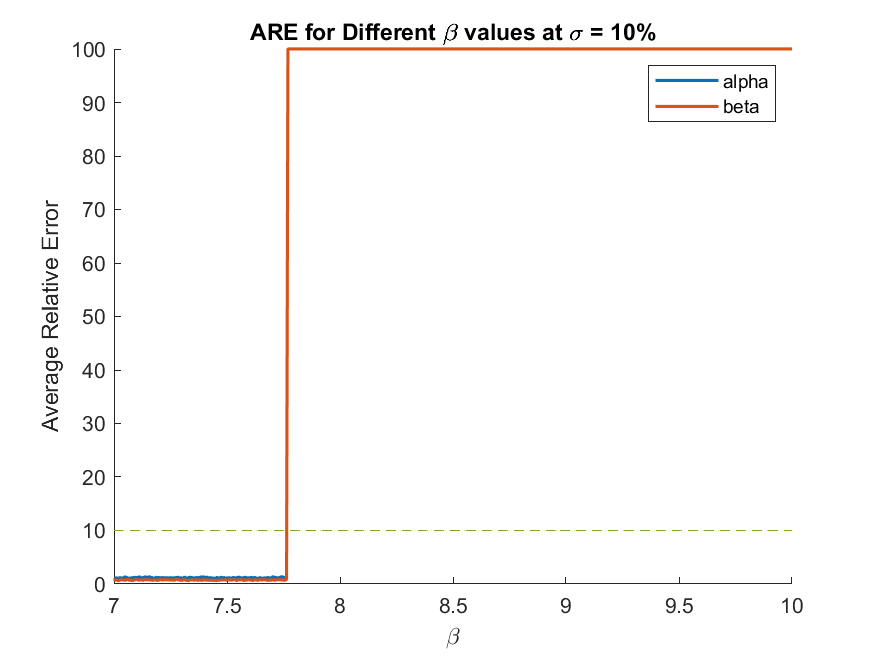 ARE for Different β values at σ = 10%
100
90
80
70
60
50
40
30
20
10
0
Average Relative Error
alpha
beta
7 7.5 8 8.5 9 9.5 10
β